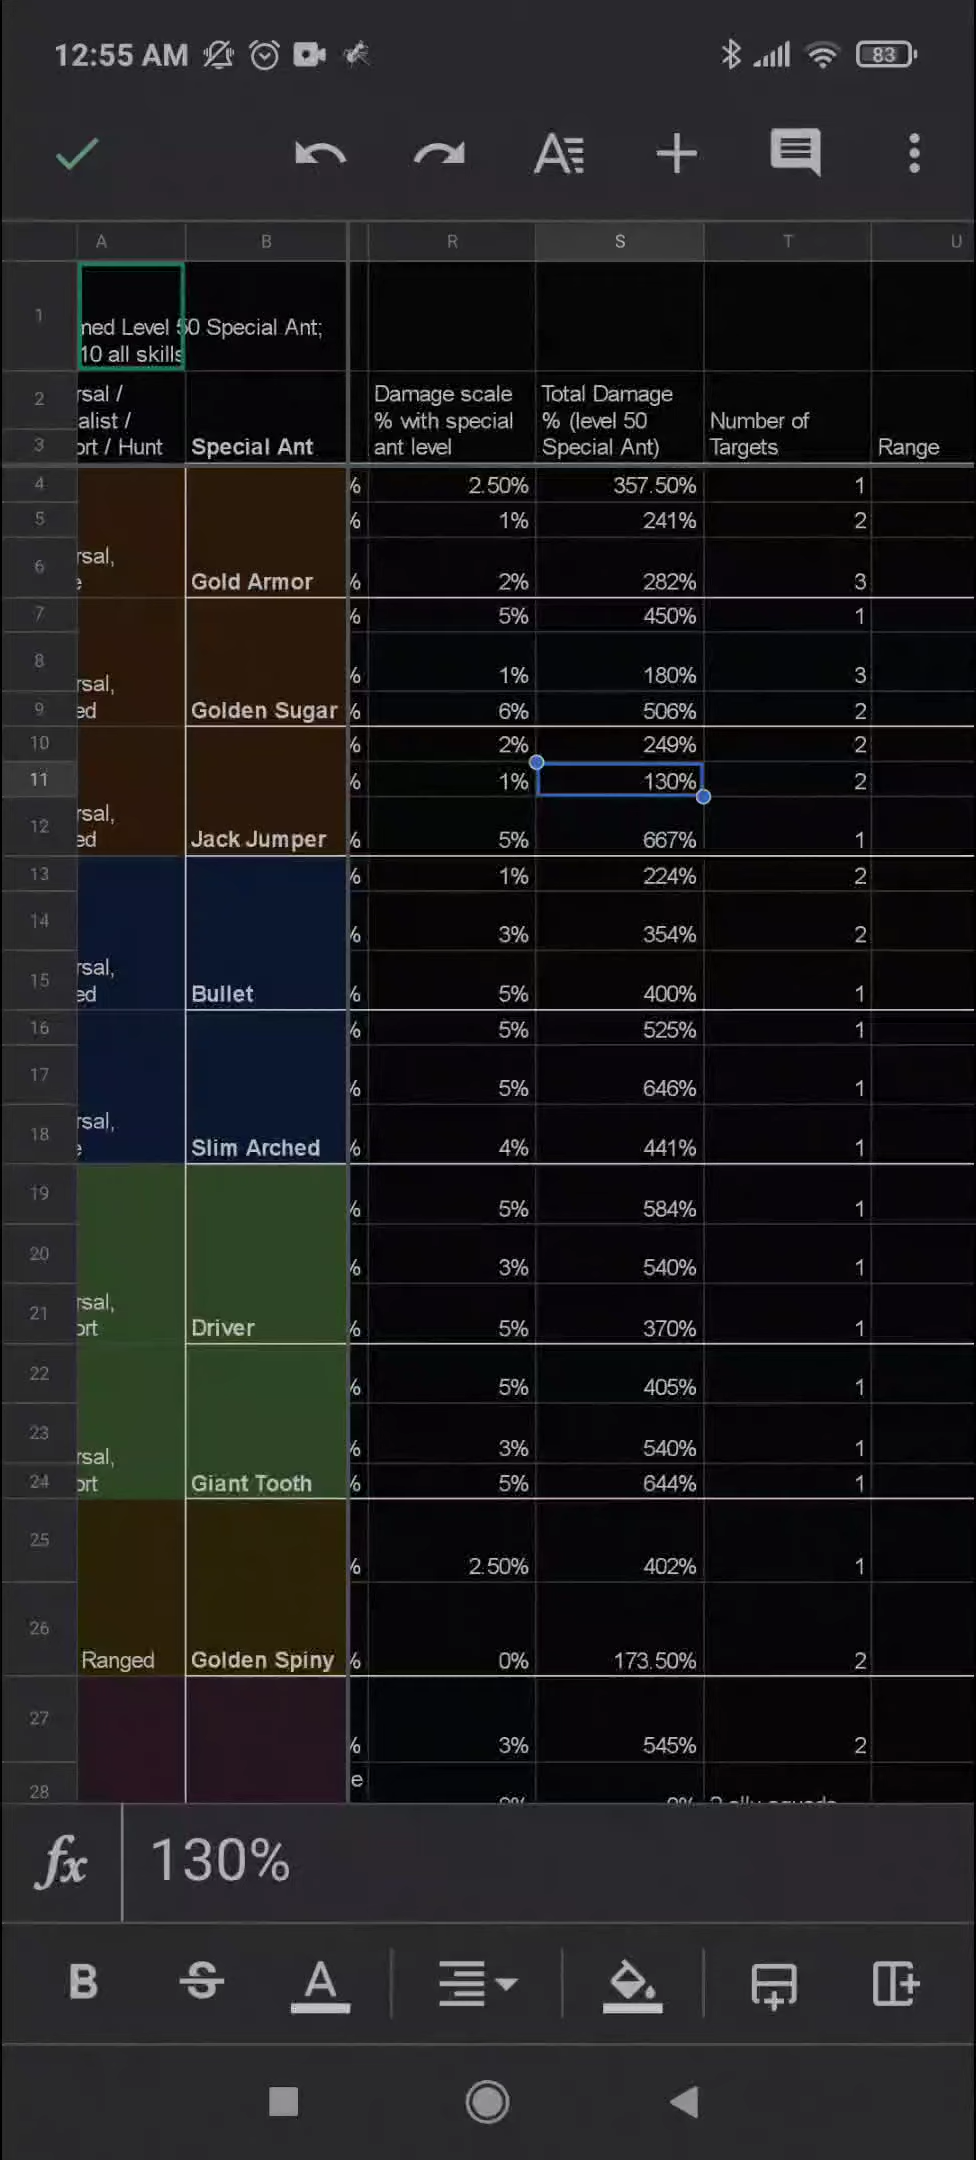 12:55 AM 83
A B R S T U
1 med Level 50 Special Ant;
10 all skills
2 rsal / Damage scale Total Damage
alist / % with special % (level 50 Number of
3 ort / Hunt Special Ant ant level Special Ant) Targets Range
4 % 2.50% 357.50% 1
5 % 1% 241% 2
6 rsal,
e Gold Armor % 2% 282% 3
7 % 5% 450% 1
8 % 1% 180% 3
rsal,
9 ed Golden Sugar % 6% 506% 2
10 % 2% 249% 2
11 % 1% 130% 2
12 rsal,
ed Jack Jumper % 5% 667% 1
13 % 1% 224% 2
14 % 3% 354% 2
15 rsal,
ed Bullet % 5% 400% 1
16 % 5% 525% 1
17 % 5% 646% 1
18 rsal,
e Slim Arched % 4% 441% 1
19 % 5% 584% 1
20 % 3% 540% 1
21 rsal,
ort Driver % 5% 370% 1
22 % 5% 405% 1
23 % 3% 540% 1
rsal,
24 ort Giant Tooth % 5% 644% 1
25 % 2.50% 402% 1
26 Ranged Golden Spiny % 0% 173.50% 2
27 % 3% 545% 2
28 e
0% 0% 2 ally squads
fx 130%
B S A